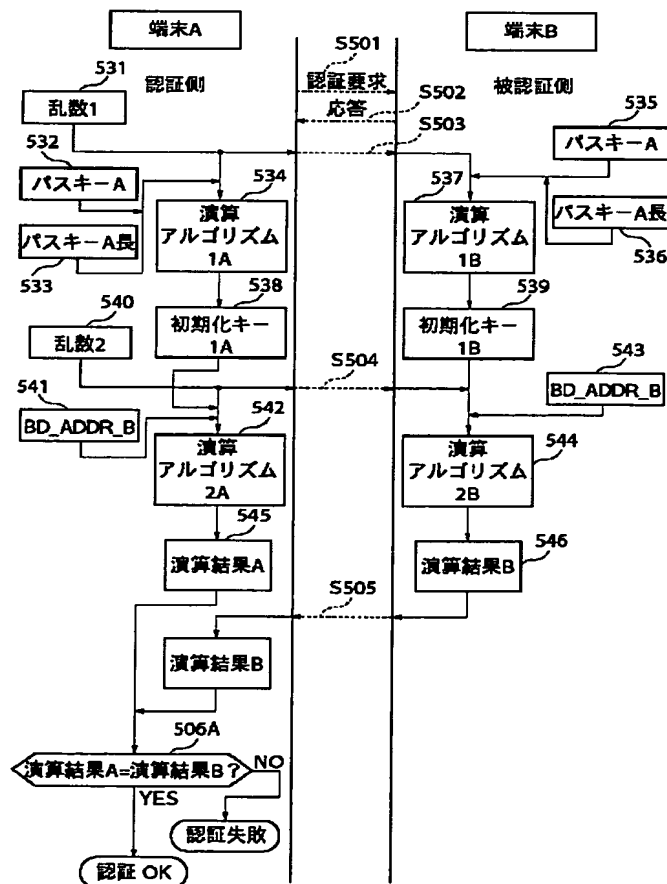 端末A
端末B
S501
531
認証側
認証要求
被認証側
S502
乱数1
応答
535
S503
532
パスキーA
534
537
パスキーA
演算
アルゴリズム
1A
演算
アルゴリズム
1B
パスキーA長
533
パスキーA長
536
538
539
540
初期化キー
1A
初期化キー
1B
乱数2
S504
543
541
BD_ADDR_B
542
BD_ADDR_B
演算
アルゴリズム
2A
演算
アルゴリズム
2B
544
545
546
演算結果A
演算結果B
S505
演算結果B
506A
演算結果A=演算結果B?
NO
YES
認証失敗
認証 OK